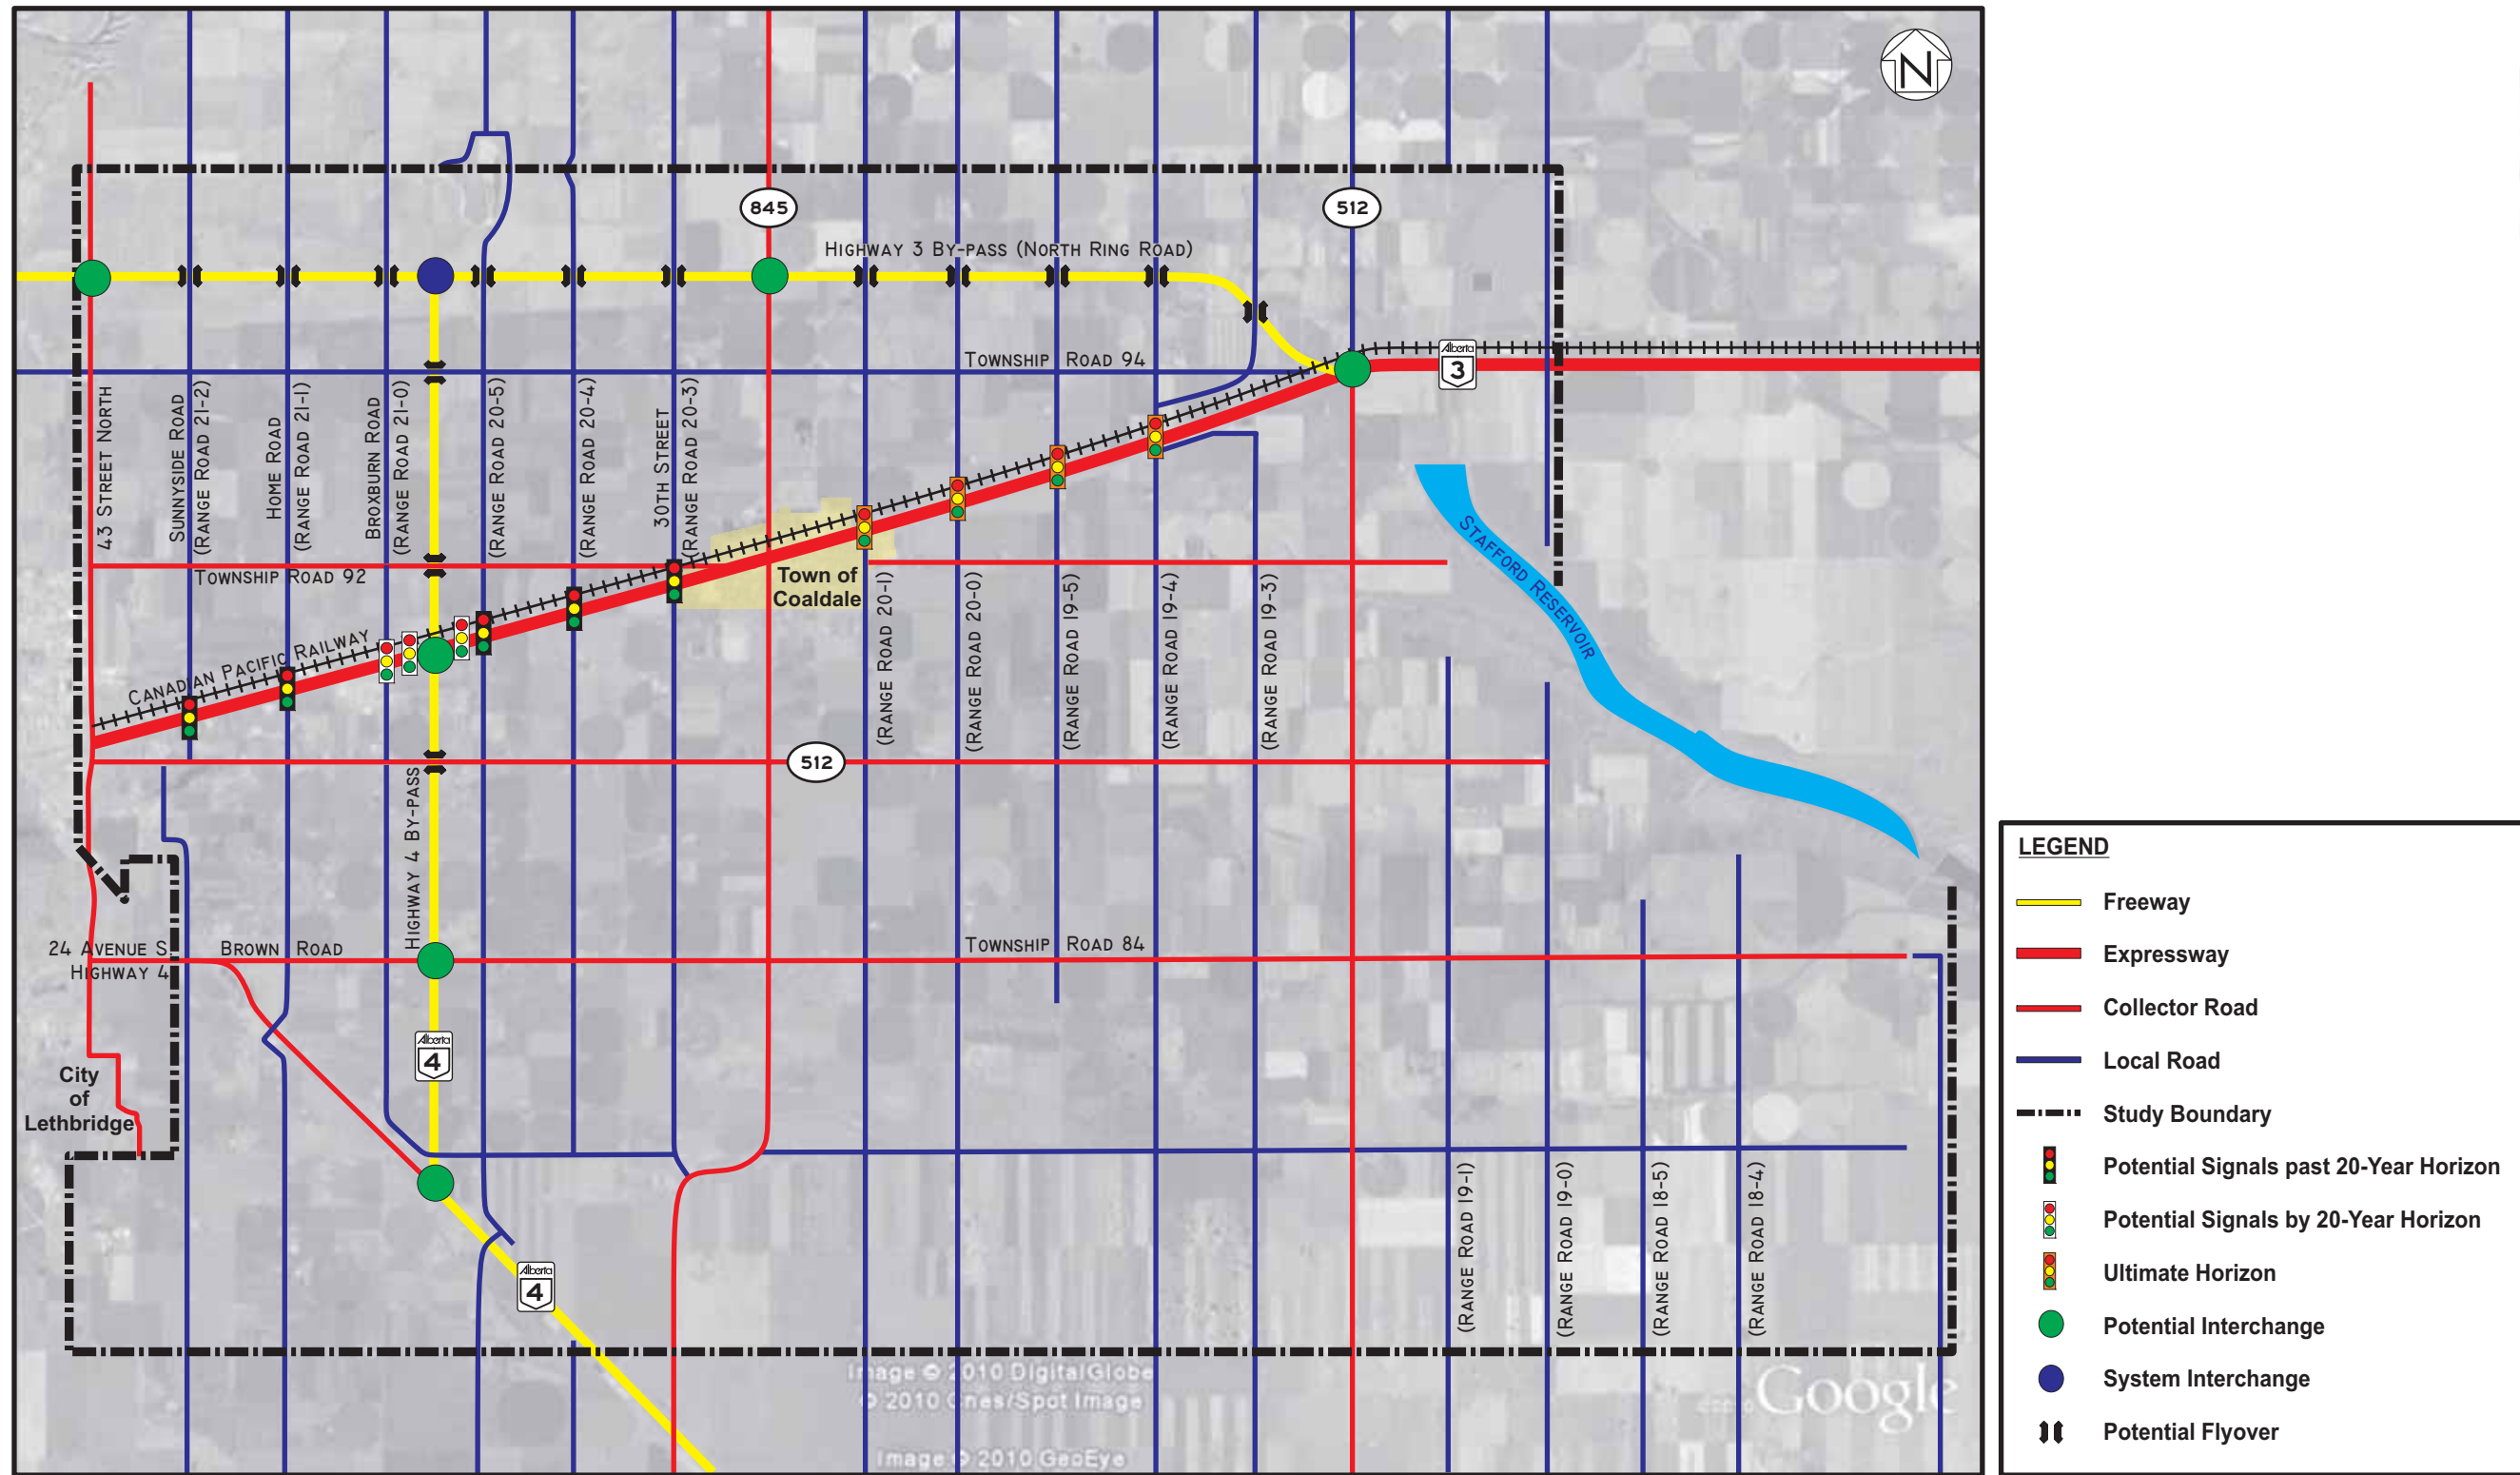 N
845
512
HIGHWAY 3 BY-PASS (NORTH RING ROAD)
TOWNSHIP ROAD 94
Alberta
3
43 STREET NORTH
SUNNYSIDE ROAD
(RANGE ROAD 21-2)
HOME ROAD
(RANGE ROAD 21-1)
BROXBURN ROAD
(RANGE ROAD 21-0)
(RANGE ROAD 20-5)
(RANGE ROAD 20-4)
30TH STREET
(RANGE ROAD 20-3)
TOWNSHIP ROAD 92
Town of
Coaldale
STAFFORD RESERVOIR
CANADIAN PACIFIC RAILWAY
(RANGE ROAD 20-1)
(RANGE ROAD 20-0)
(RANGE ROAD 19-5)
(RANGE ROAD 19-4)
(RANGE ROAD 19-3)
512
HIGHWAY 4 BY-PASS
24 AVENUE S.
HIGHWAY 4
BROWN ROAD
TOWNSHIP ROAD 84
Alberta
4
City
of
Lethbridge
(RANGE ROAD 19-1)
(RANGE ROAD 19-0)
(RANGE ROAD 18-5)
(RANGE ROAD 18-4)
Alberta
4
Image © 2010 DigitalGlobe
© 2010 Cnes/Spot Image
Image © 2010 GeoEye
Google
LEGEND
Freeway
Expressway
Collector Road
Local Road
Study Boundary
Potential Signals past 20-Year Horizon
Potential Signals by 20-Year Horizon
Ultimate Horizon
Potential Interchange
System Interchange
Potential Flyover